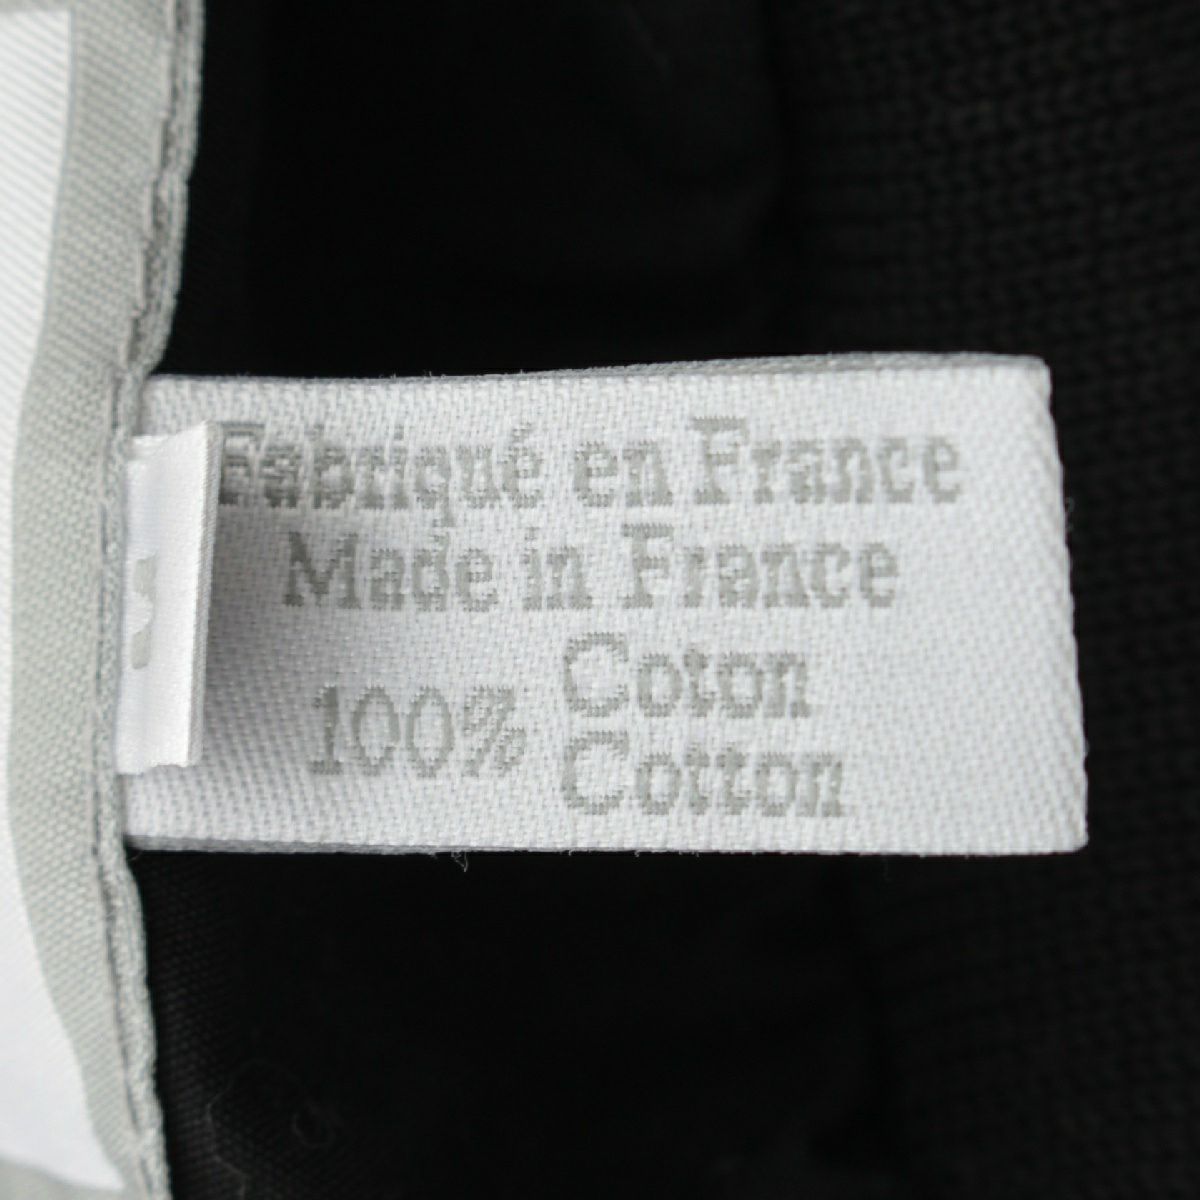 Fabriqué en France
Made in France
100% Coton
Cotton